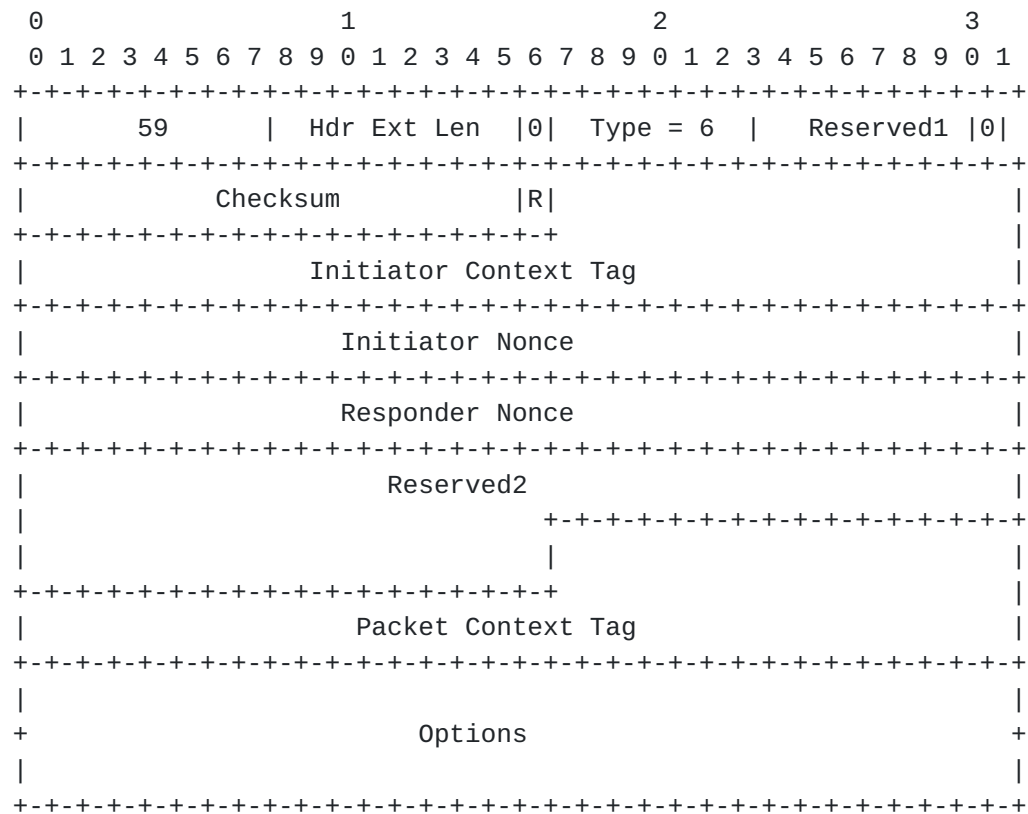 0                   1                   2                   3
 0 1 2 3 4 5 6 7 8 9 0 1 2 3 4 5 6 7 8 9 0 1 2 3 4 5 6 7 8 9 0 1
+-+-+-+-+-+-+-+-+-+-+-+-+-+-+-+-+-+-+-+-+-+-+-+-+-+-+-+-+-+-+-+-+
|       59      |  Hdr Ext Len  |0|  Type = 6  |   Reserved1 |0|
+-+-+-+-+-+-+-+-+-+-+-+-+-+-+-+-+-+-+-+-+-+-+-+-+-+-+-+-+-+-+-+-+
|            Checksum           |R|                             |
+-+-+-+-+-+-+-+-+-+-+-+-+-+-+-+-+-+                             |
|                  Initiator Context Tag                        |
+-+-+-+-+-+-+-+-+-+-+-+-+-+-+-+-+-+-+-+-+-+-+-+-+-+-+-+-+-+-+-+-+
|                    Initiator Nonce                            |
+-+-+-+-+-+-+-+-+-+-+-+-+-+-+-+-+-+-+-+-+-+-+-+-+-+-+-+-+-+-+-+-+
|                    Responder Nonce                            |
+-+-+-+-+-+-+-+-+-+-+-+-+-+-+-+-+-+-+-+-+-+-+-+-+-+-+-+-+-+-+-+-+
|                       Reserved2                               |
|                                 +-+-+-+-+-+-+-+-+-+-+-+-+-+-+-+
|                                 |                             |
+-+-+-+-+-+-+-+-+-+-+-+-+-+-+-+-+-+                             |
|                     Packet Context Tag                        |
+-+-+-+-+-+-+-+-+-+-+-+-+-+-+-+-+-+-+-+-+-+-+-+-+-+-+-+-+-+-+-+-+
|                                                               |
+                         Options                               +
|                                                               |
+-+-+-+-+-+-+-+-+-+-+-+-+-+-+-+-+-+-+-+-+-+-+-+-+-+-+-+-+-+-+-+-+